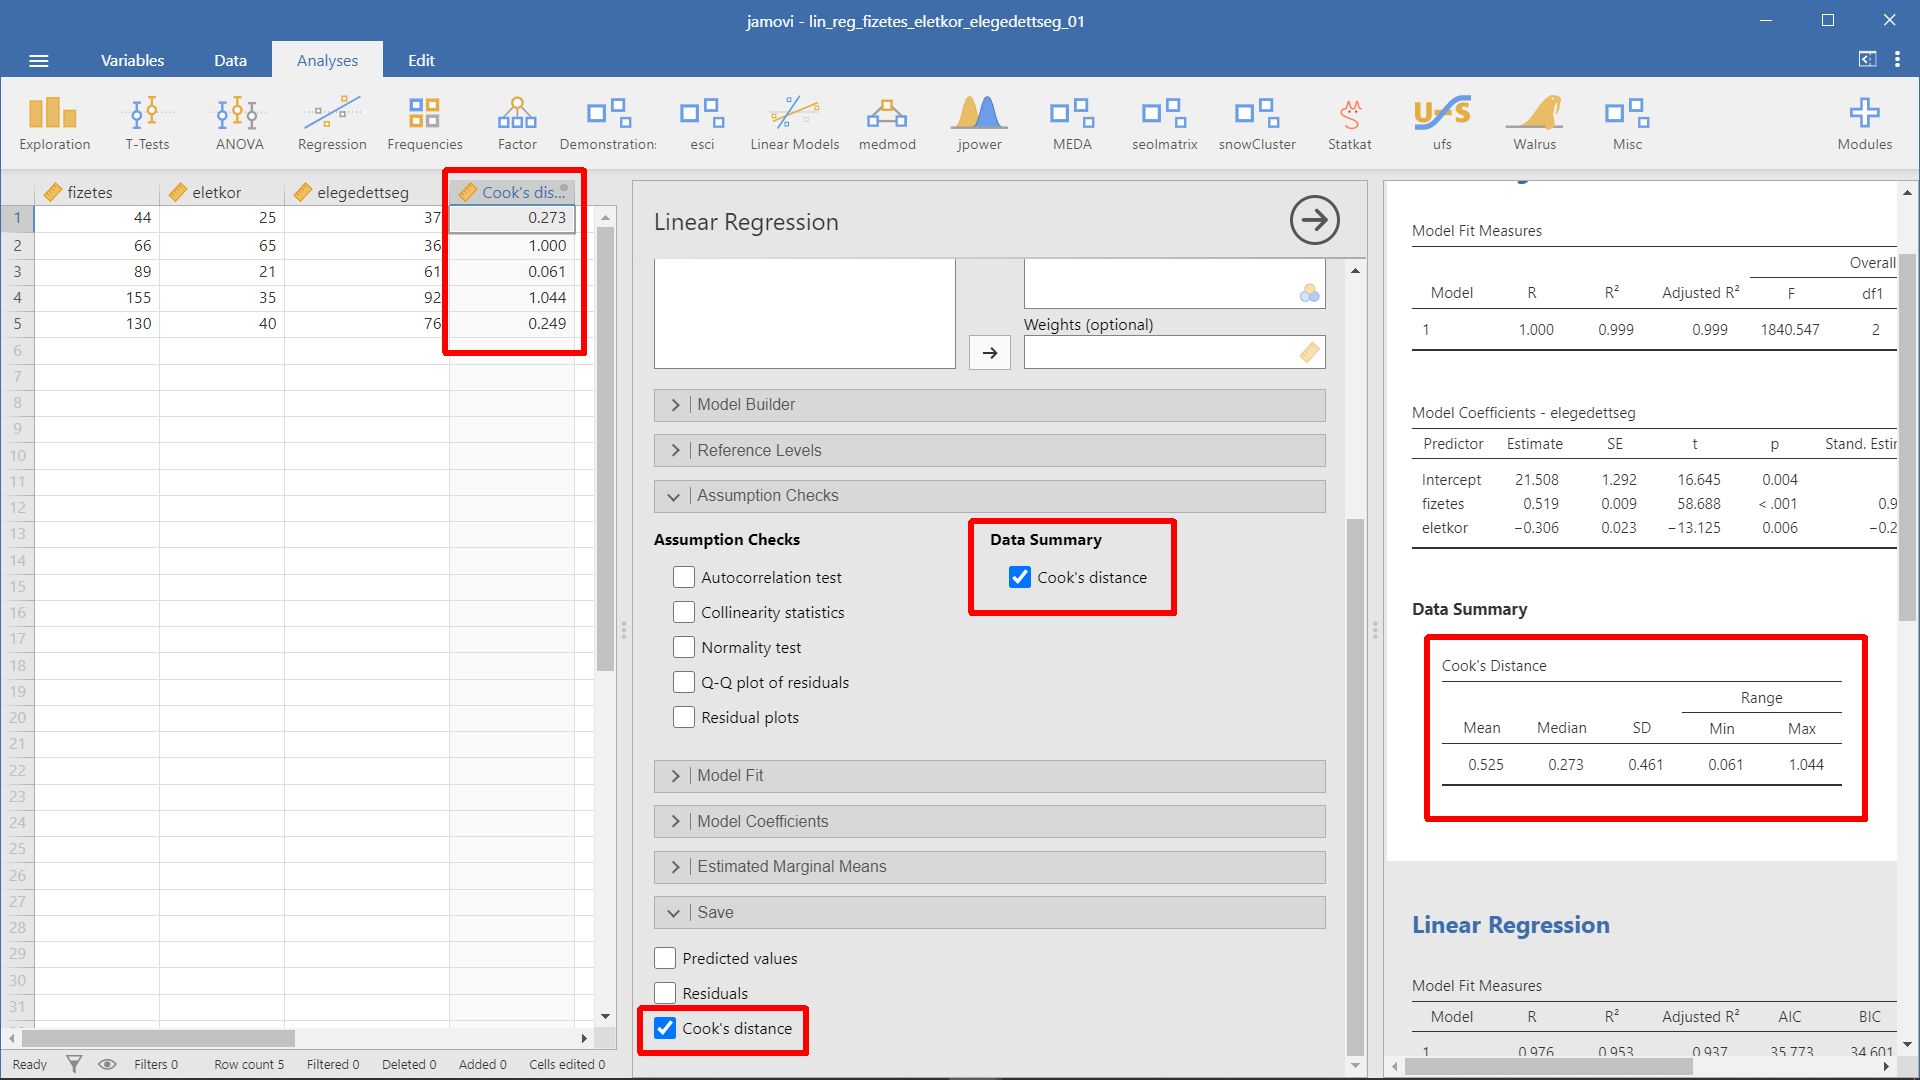 jamovi - lin_reg_fizetes_eletkor_elegedettseg_01
Variables Data Analyses Edit
Exploration T-Tests ANOVA Regression Frequencies Factor Demonstration: esci Linear Models medmod jpower MEDA seolmatrix snowCluster Statkat ufs Walrus Misc Modules
fizetes eletkor elegedettseg Cook's dis...
1 44 25 37 0.273
2 66 65 36 1.000
3 89 21 61 0.061
4 155 35 92 1.044
5 130 40 76 0.249
6
7
8
9
10
11
12
13
14
15
16
17
18
19
20
21
22
23
24
25
26
27
28
29
30
31
Ready Filters 0 Row count 5 Filtered 0 Deleted 0 Added 0 Cells edited 0
Linear Regression
Weights (optional)
Model Builder
Reference Levels
Assumption Checks
Assumption Checks
Autocorrelation test
Collinearity statistics
Normality test
Q-Q plot of residuals
Residual plots
Data Summary
Cook's distance
Model Fit
Model Coefficients
Estimated Marginal Means
Save
Predicted values
Residuals
Cook's distance
Model Fit Measures
Overall
Model R R² Adjusted R² F df1
1 1.000 0.999 0.999 1840.547 2
Model Coefficients - elegedettseg
Predictor Estimate SE t p Stand. Estir
Intercept 21.508 1.292 16.645 0.004
fizetes 0.519 0.009 58.688 < .001 0.9
eletkor −0.306 0.023 −13.125 0.006 −0.2
Data Summary
Cook's Distance
Range
Mean Median SD Min Max
0.525 0.273 0.461 0.061 1.044
Linear Regression
Model Fit Measures
Model R R² Adjusted R² AIC BIC
1 0.976 0.953 0.937 35.773 34.601